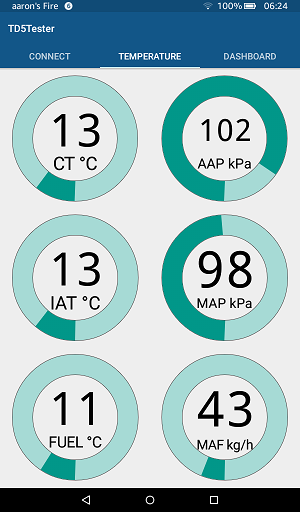 aaron's Fire 6 100% 06:24
TD5Tester
CONNECT TEMPERATURE DASHBOARD
13 102
CT °C AAP kPa
13 98
IAT °C MAP kPa
11 43
FUEL °C MAF kg/h